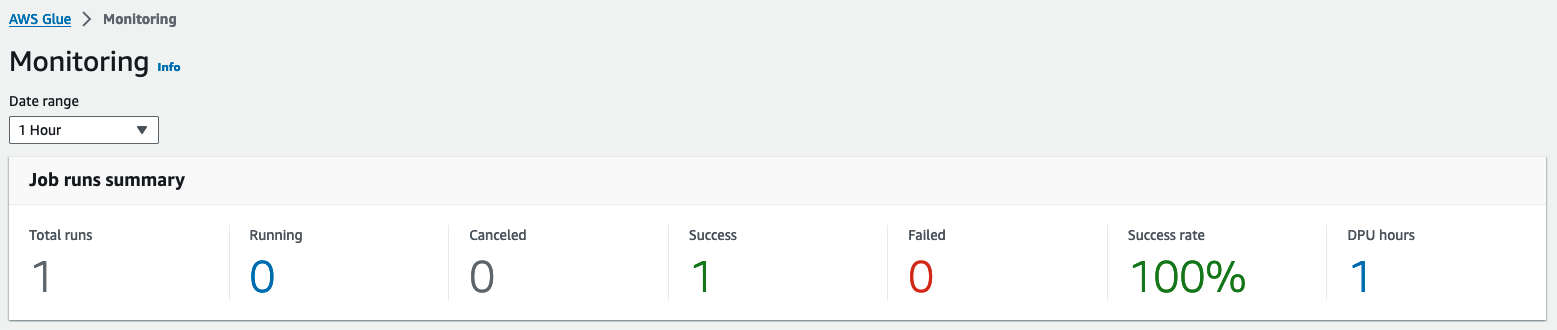 AWS Glue > Monitoring
Monitoring Info
Date range
1 Hour
Job runs summary
Total runs Running Canceled Success Failed Success rate DPU hours
1 0 0 1 0 100% 1